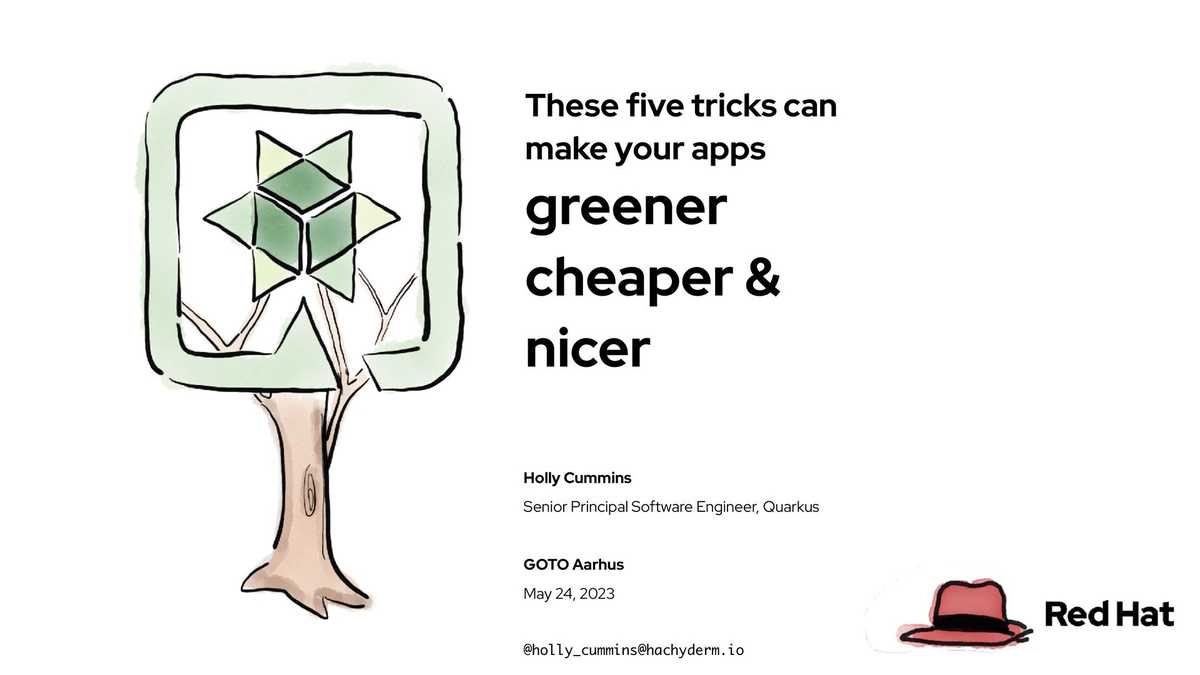 These five tricks can
make your apps
greener
cheaper &
nicer
Holly Cummins
Senior Principal Software Engineer, Quarkus
GOTO Aarhus
May 24, 2023
@holly_cummins@hachyderm.io
Red Hat